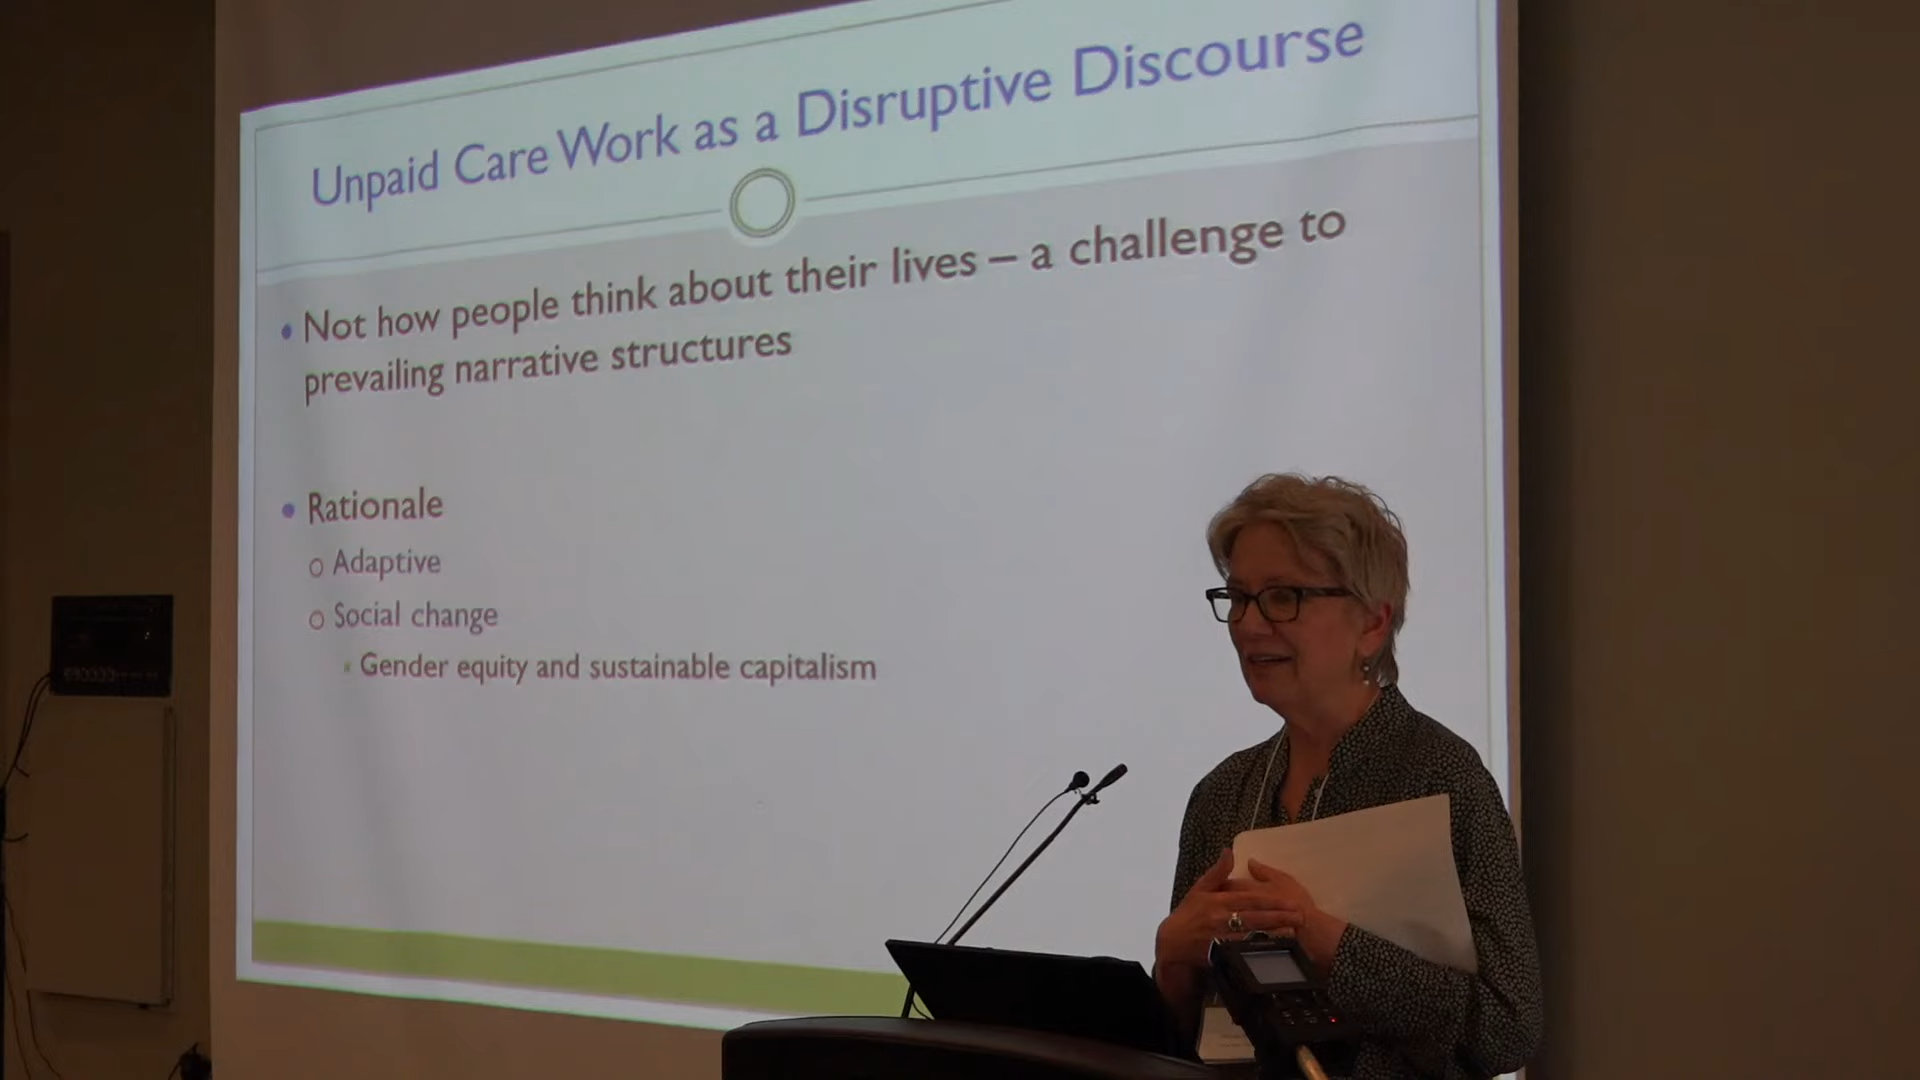 Unpaid Care Work as a Disruptive Discourse
• Not how people think about their lives – a challenge to
prevailing narrative structures
• Rationale
o Adaptive
o Social change
▪ Gender equity and sustainable capitalism